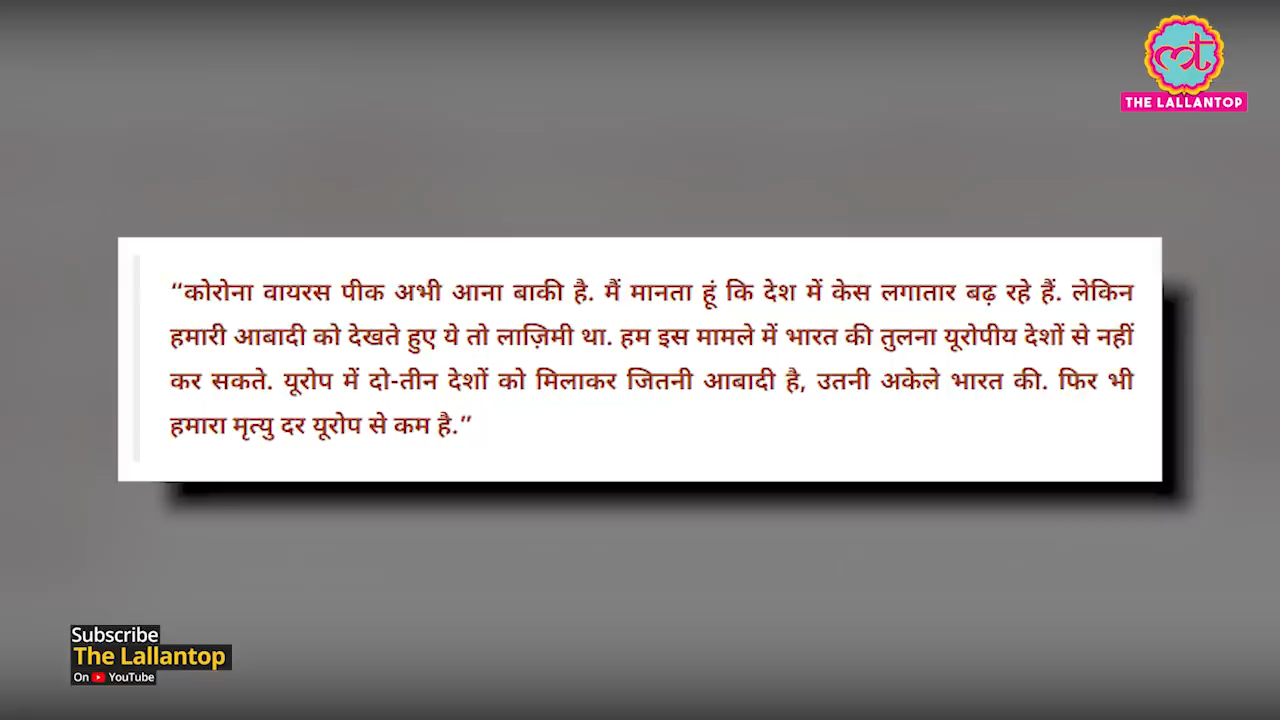 mt
THE LALLANTOP
“कोरोना वायरस पीक अभी आना बाकी है. मैं मानता हूं कि देश में केस लगातार बढ़ रहे हैं. लेकिन
हमारी आबादी को देखते हुए ये तो लाज़िमी था. हम इस मामले में भारत की तुलना यूरोपीय देशों से नहीं
कर सकते. यूरोप में दो-तीन देशों को मिलाकर जितनी आबादी है, उतनी अकेले भारत की. फिर भी
हमारा मृत्यु दर यूरोप से कम है.”
Subscribe
The Lallantop
On YouTube